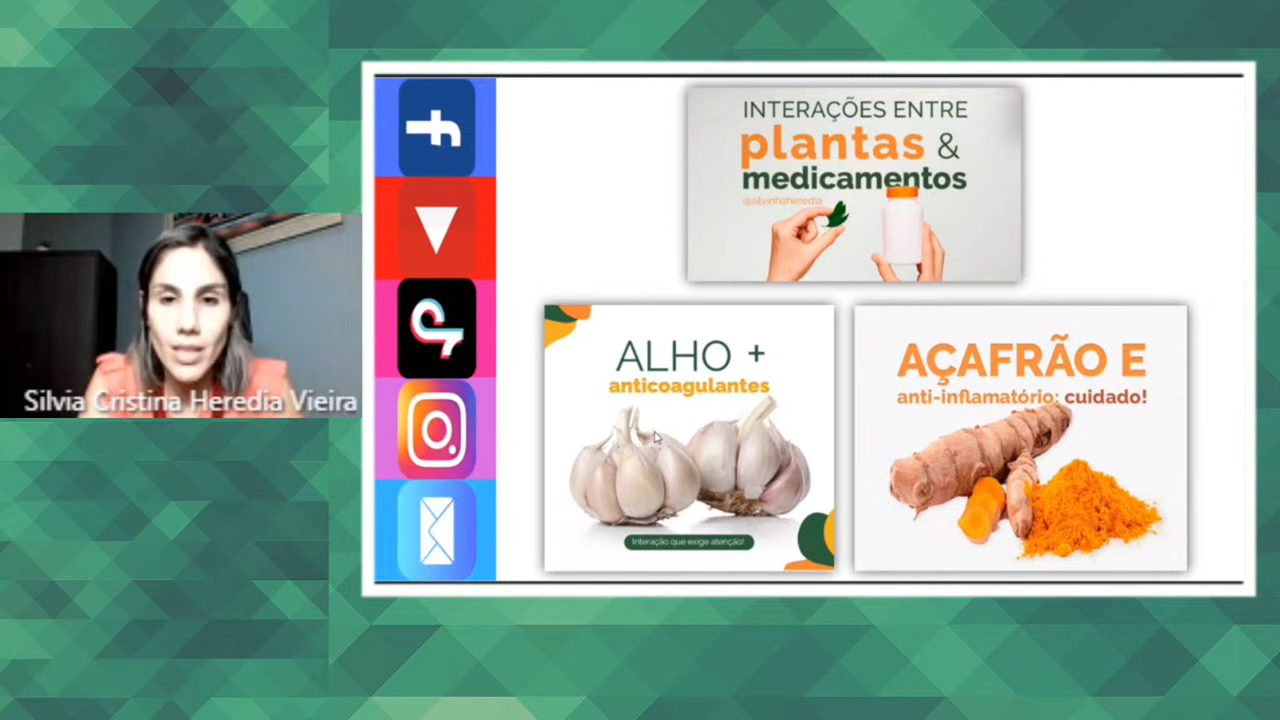 INTERAÇÕES ENTRE
plantas &
medicamentos
@silvinhaheredia
ALHO +
anticoagulantes
Interação que exige atenção!
AÇAFRÃO E
anti-inflamatório: cuidado!
Silvia Cristina Heredia Vieira